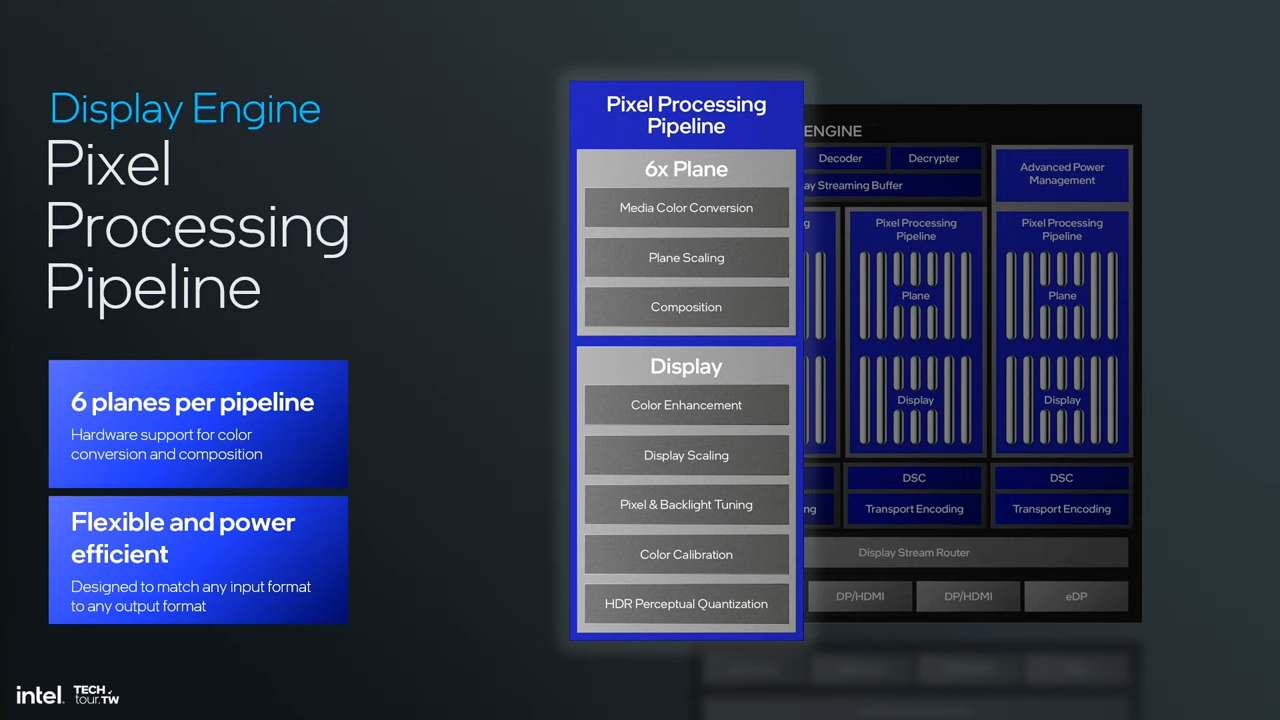 Display Engine
Pixel
Processing
Pipeline
6 planes per pipeline
Hardware support for color
conversion and composition
Flexible and power
efficient
Designed to match any input format
to any output format
intel.
TECH
tour.TW
Pixel Processing
Pipeline
6x Plane
Media Color Conversion
Plane Scaling
Composition
Display
Color Enhancement
Display Scaling
Pixel & Backlight Tuning
Color Calibration
HDR Perceptual Quantization
ENGINE
Decoder
Decrypter
Streaming Buffer
Advanced Power
Management
Pixel Processing
Pipeline
Plane
Display
Pixel Processing
Pipeline
Plane
Display
DSC
DSC
Transport Encoding
Transport Encoding
Display Stream Router
DP/HDMI
DP/HDMI
eDP